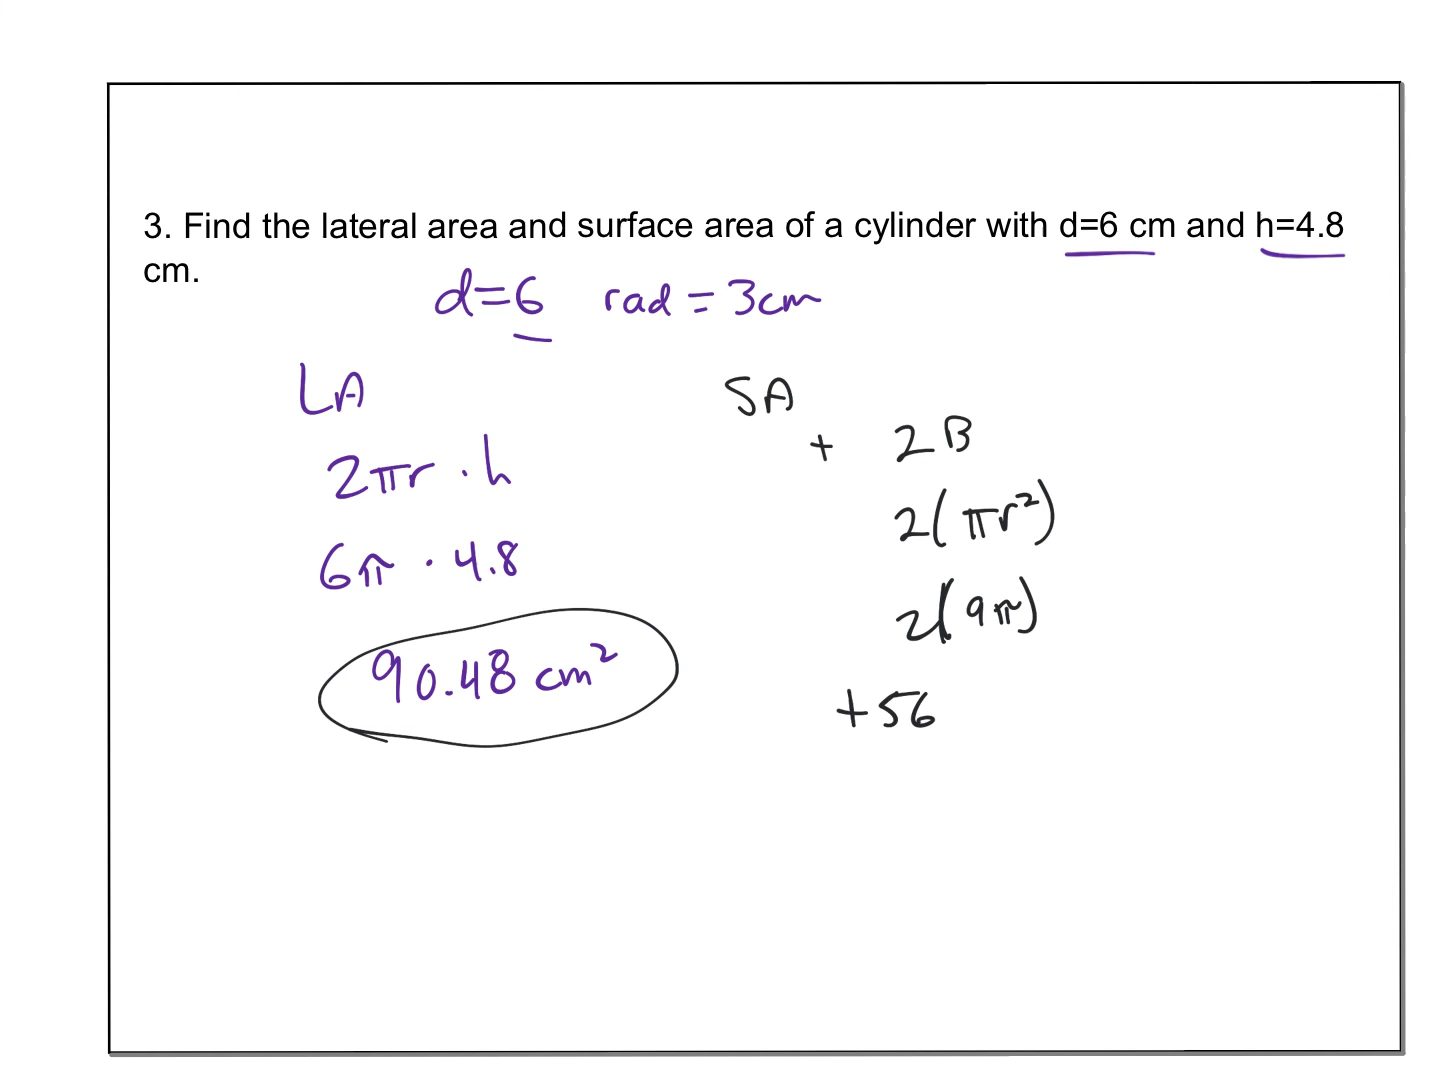 3. Find the lateral area and surface area of a cylinder with d=6 cm and h=4.8
cm.
d=6 rad = 3cm
LA
2πr · h
6π · 4.8
90.48 cm²
SA
+ 2B
2(πr²)
2(9π)
+56